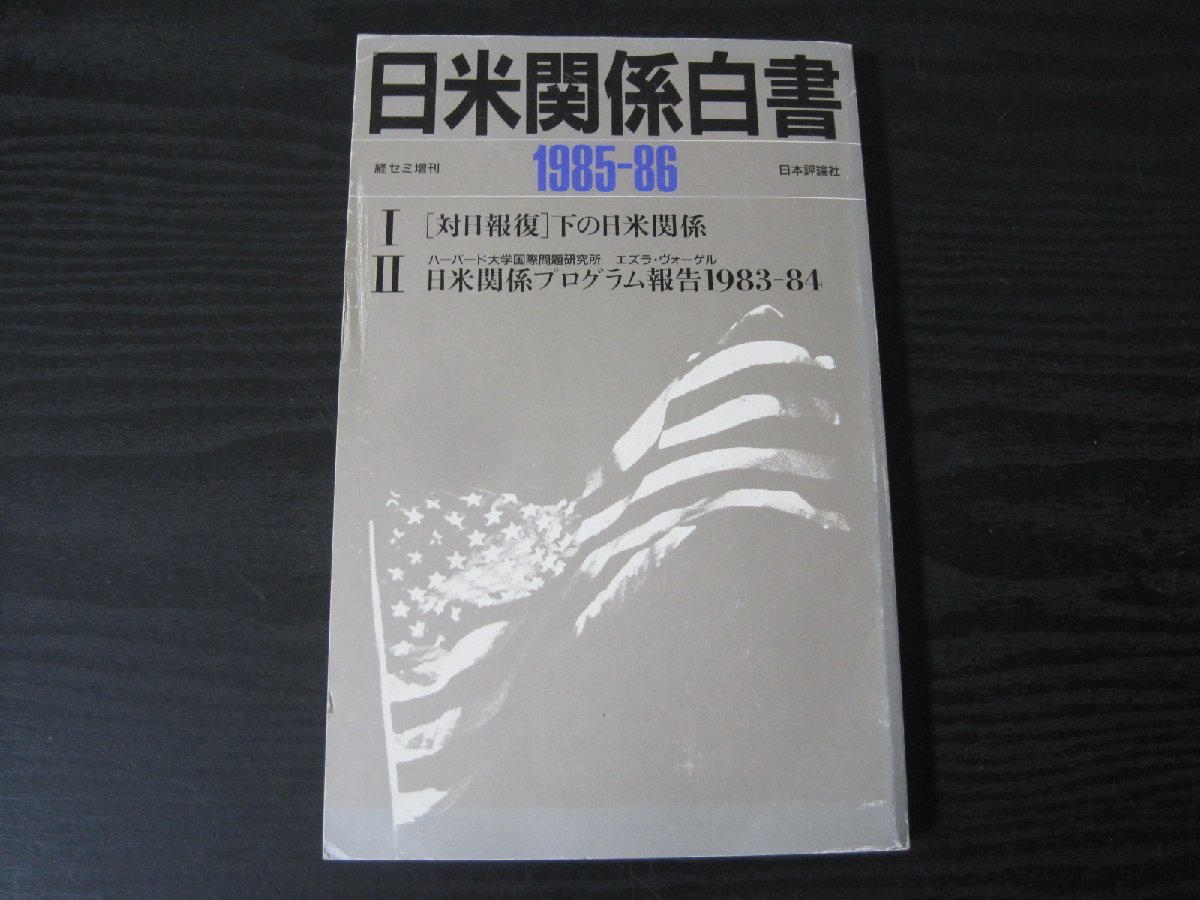 日米関係白書
1985-86
経セミ増刊
日本評論社
I [対日報復]下の日米関係
ハーバード大学国際問題研究所 エズラ・ヴォーゲル
II 日米関係プログラム報告1983-84